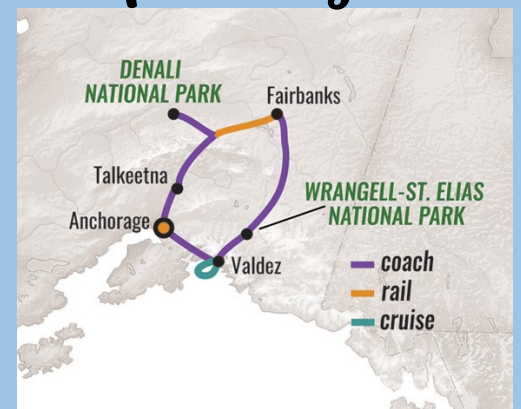 DENALI
NATIONAL PARK
Fairbanks
Talkeetna
WRANGELL-ST. ELIAS
NATIONAL PARK
Anchorage
Valdez
coach
rail
cruise